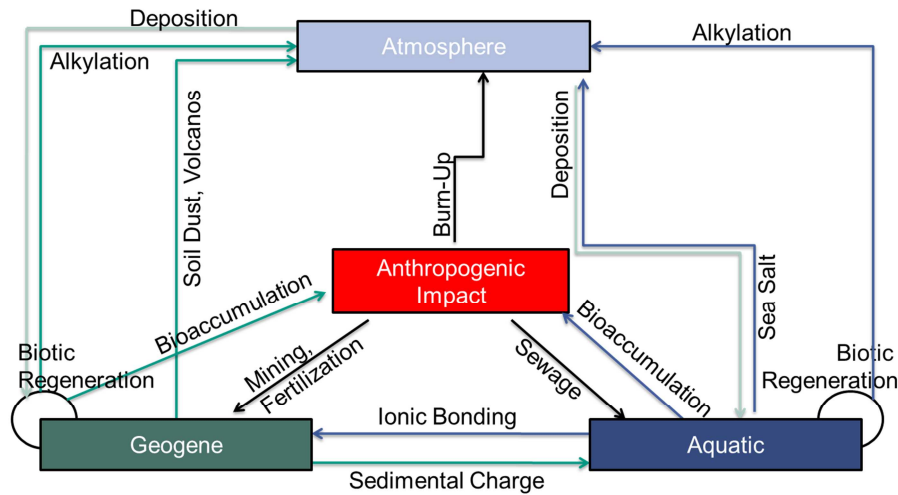 Deposition
Atmosphere
Alkylation
Alkylation
Soil Dust, Volcanos
Burn-Up
Deposition
Anthropogenic
Impact
Sea Salt
Bioaccumulation
Bioaccumulation
Mining,
Fertilization
Sewage
Biotic
Regeneration
Biotic
Regeneration
Geogene
Ionic Bonding
Aquatic
Sedimental Charge